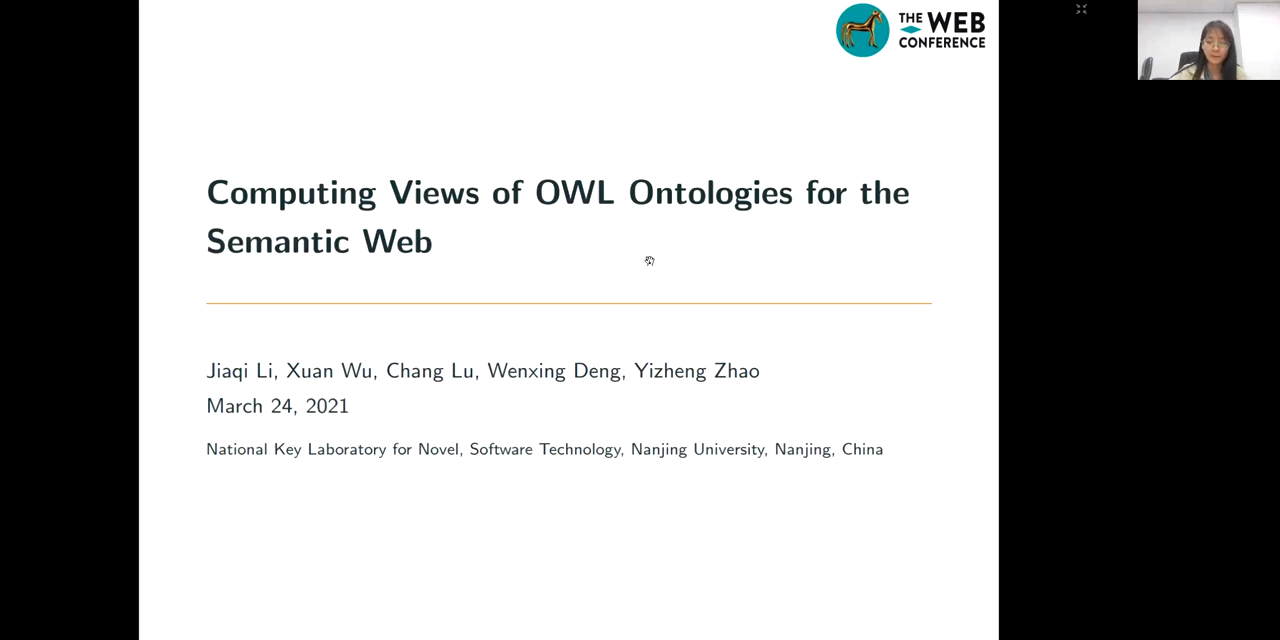 THE WEB
CONFERENCE
Computing Views of OWL Ontologies for the
Semantic Web
Jiaqi Li, Xuan Wu, Chang Lu, Wenxing Deng, Yizheng Zhao
March 24, 2021
National Key Laboratory for Novel, Software Technology, Nanjing University, Nanjing, China